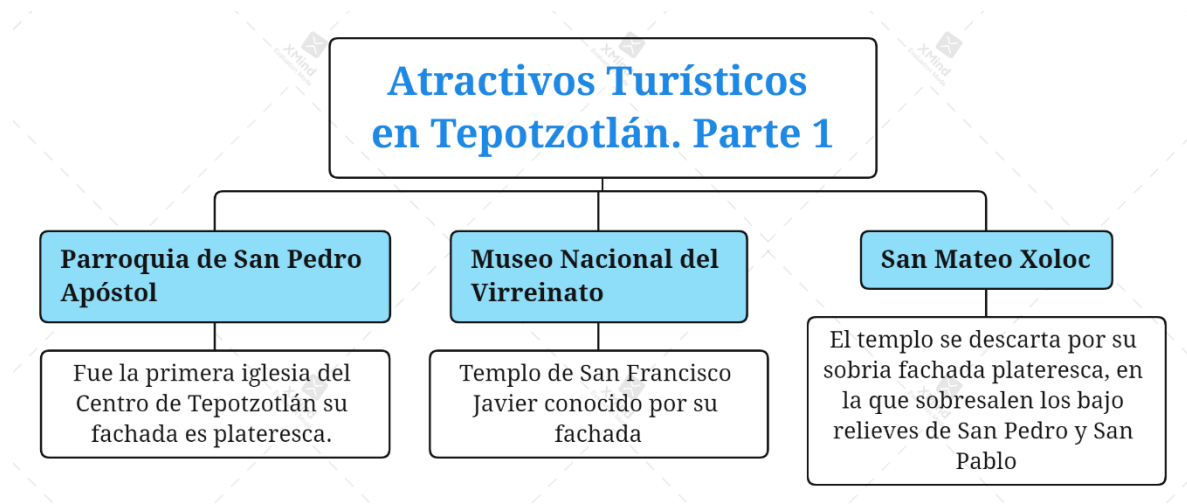 Atractivos Turísticos
en Tepotzotlán. Parte 1
Parroquia de San Pedro
Apóstol
Museo Nacional del
Virreinato
San Mateo Xoloc
Fue la primera iglesia del
Centro de Tepotzotlán su
fachada es plateresca.
Templo de San Francisco
Javier conocido por su
fachada
El templo se descarta por su
sobria fachada plateresca, en
la que sobresalen los bajo
relieves de San Pedro y San
Pablo
XMind
XMind
XMind